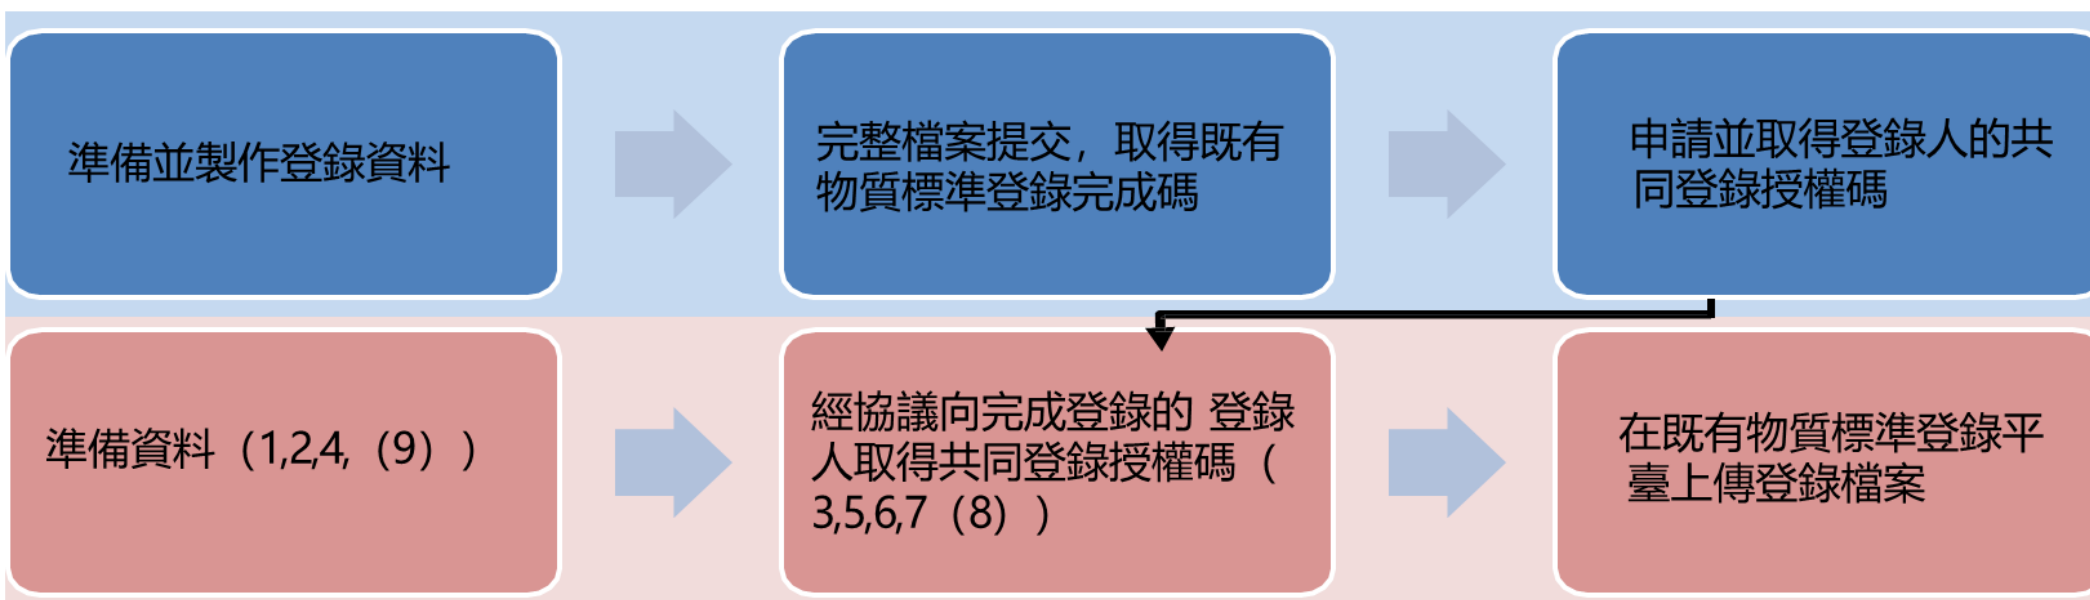 準備並製作登錄資料
完整檔案提交，取得既有
物質標準登錄完成碼
申請並取得登錄人的共
同登錄授權碼
準備資料（1,2,4,（9））
經協議向完成登錄的 登錄
人取得共同登錄授權碼（
3,5,6,7（8））
在既有物質標準登錄平
臺上傳登錄檔案